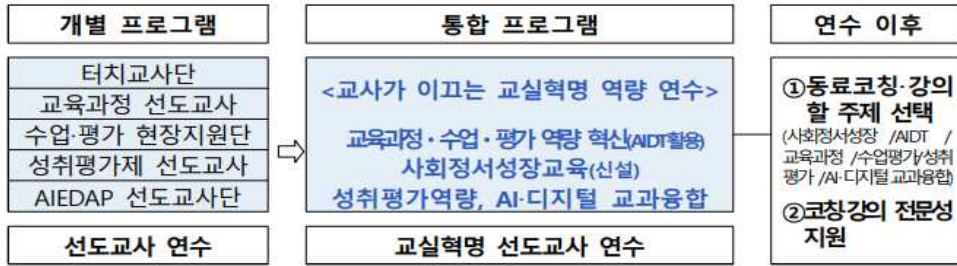 개별 프로그램
터치교사단
교육과정 선도교사
수업·평가 현장지원단
성취평가제 선도교사
AIEDAP 선도교사단
선도교사 연수
통합 프로그램
<교사가 이끄는 교실혁명 역량 연수>
교육과정·수업·평가 역량 혁신(AIDT활용)
사회정서성장교육(신설)
성취평가역량, AI·디지털 교과융합
교실혁명 선도교사 연수
연수 이후
①동료코칭·강의
할 주제 선택
(사회정서성장 /AIDT /
교육과정 /수업평가/성취
평가 /AI·디지털 교과융합)
②코칭·강의 전문성
지원